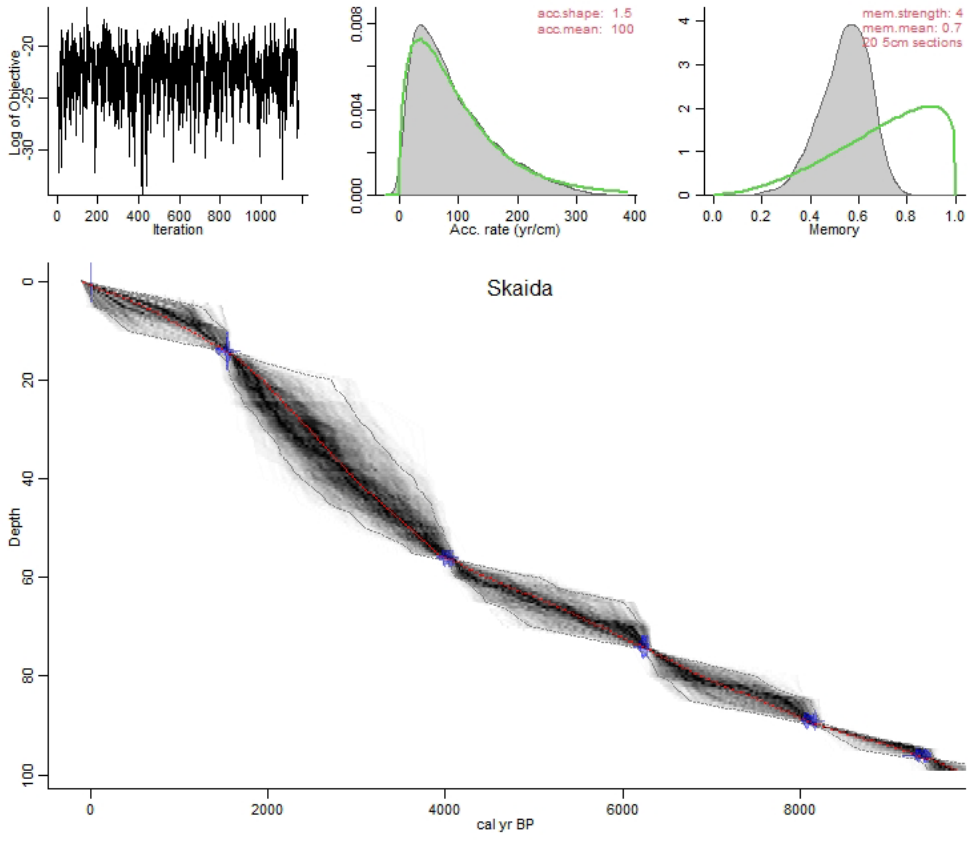 -20
-25
-30
Log of Objective
0 200 400 600 800 1000
Iteration
0.008
0.004
0.000
acc.shape: 1.5
acc.mean: 100
0 100 200 300 400
Acc. rate (yr/cm)
4
3
2
1
0
mem.strength: 4
mem.mean: 0.7
20 5cm sections
0.0 0.2 0.4 0.6 0.8 1.0
Memory
Skaida
0
20
40
60
80
100
Depth
0 2000 4000 6000 8000
cal yr BP